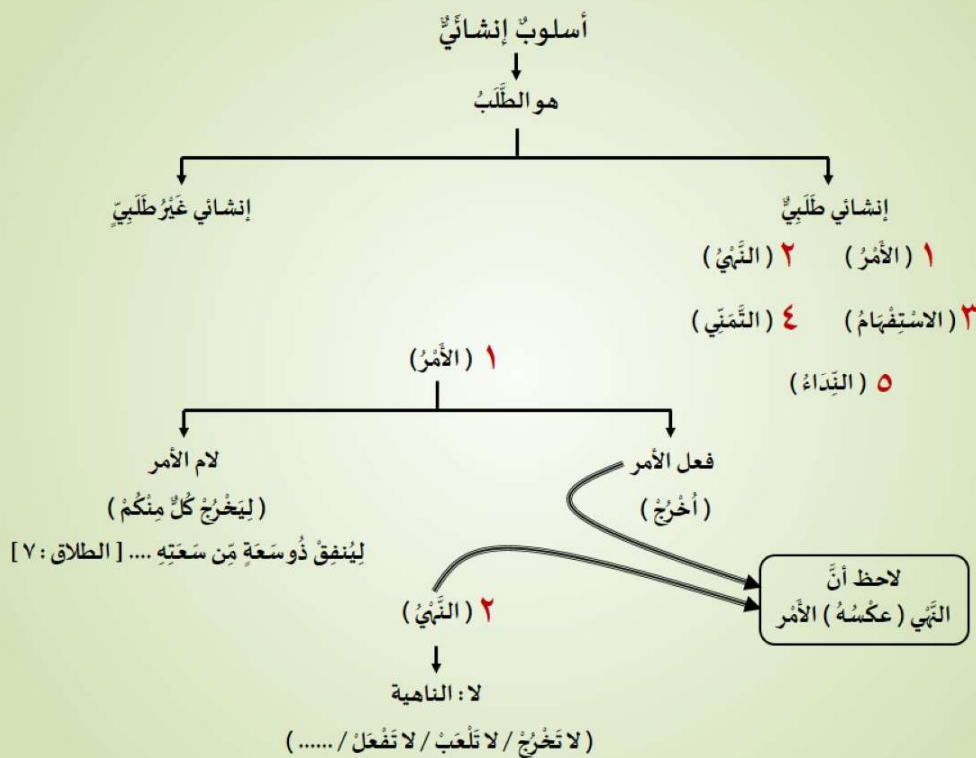 أسلوبٌ إنشائيٌّ
هو الطَّلَبُ
إنشائي طَلَبِيٌّ
إنشائي غَيْرُ طَلَبِيّ
١ ( الأَمْرُ ) ٢ ( النَّهْيُ )
٣ ( الاسْتِفْهَامُ ) ٤ ( التَّمَنِّي )
٥ ( النِّدَاءُ )
١ ( الأَمْرُ )
فعل الأمر
( اُخْرُجْ )
لام الأمر
( لِيَخْرُجْ كُلٌّ مِنْكُمْ )
لِيُنفِقْ ذُو سَعَةٍ مِّن سَعَتِهِ .... [ الطلاق : ٧ ]
لاحظ أنَّ
النَّهْي ( عكْسُهُ ) الأَمْر
٢ ( النَّهْيُ )
لا : الناهية
( لا تَخْرُجْ / لا تَلْعَبْ / لا تَفْعَلْ / ...... )